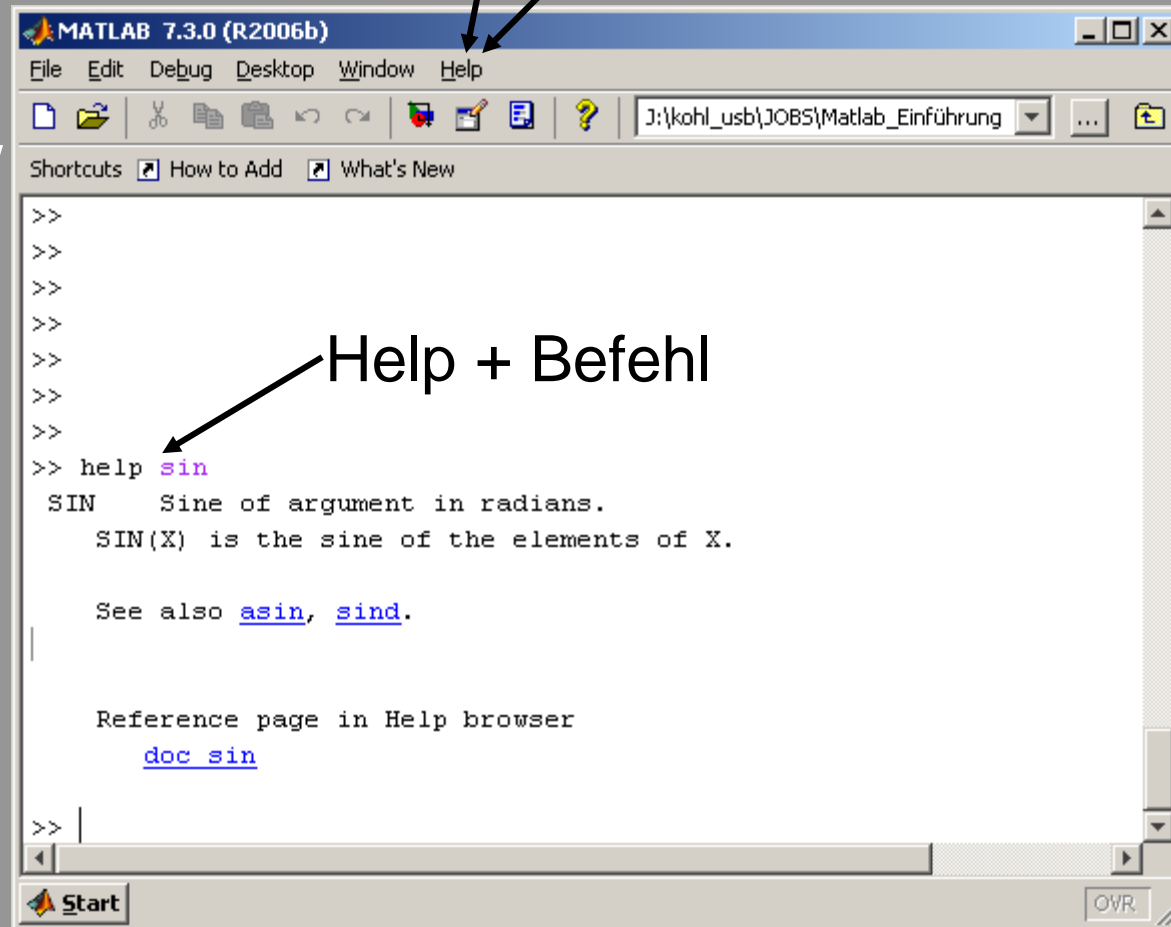 MATLAB 7.3.0 (R2006b)
File Edit Debug Desktop Window Help
J:\kohl_usb\JOBS\Matlab_Einführung ...
Shortcuts How to Add What's New
>>
>>
>>
>>
>>
>>
>>
Help + Befehl
>> help sin
SIN Sine of argument in radians.
SIN(X) is the sine of the elements of X.
See also asin, sind.
Reference page in Help browser
doc sin
>>
Start OVR